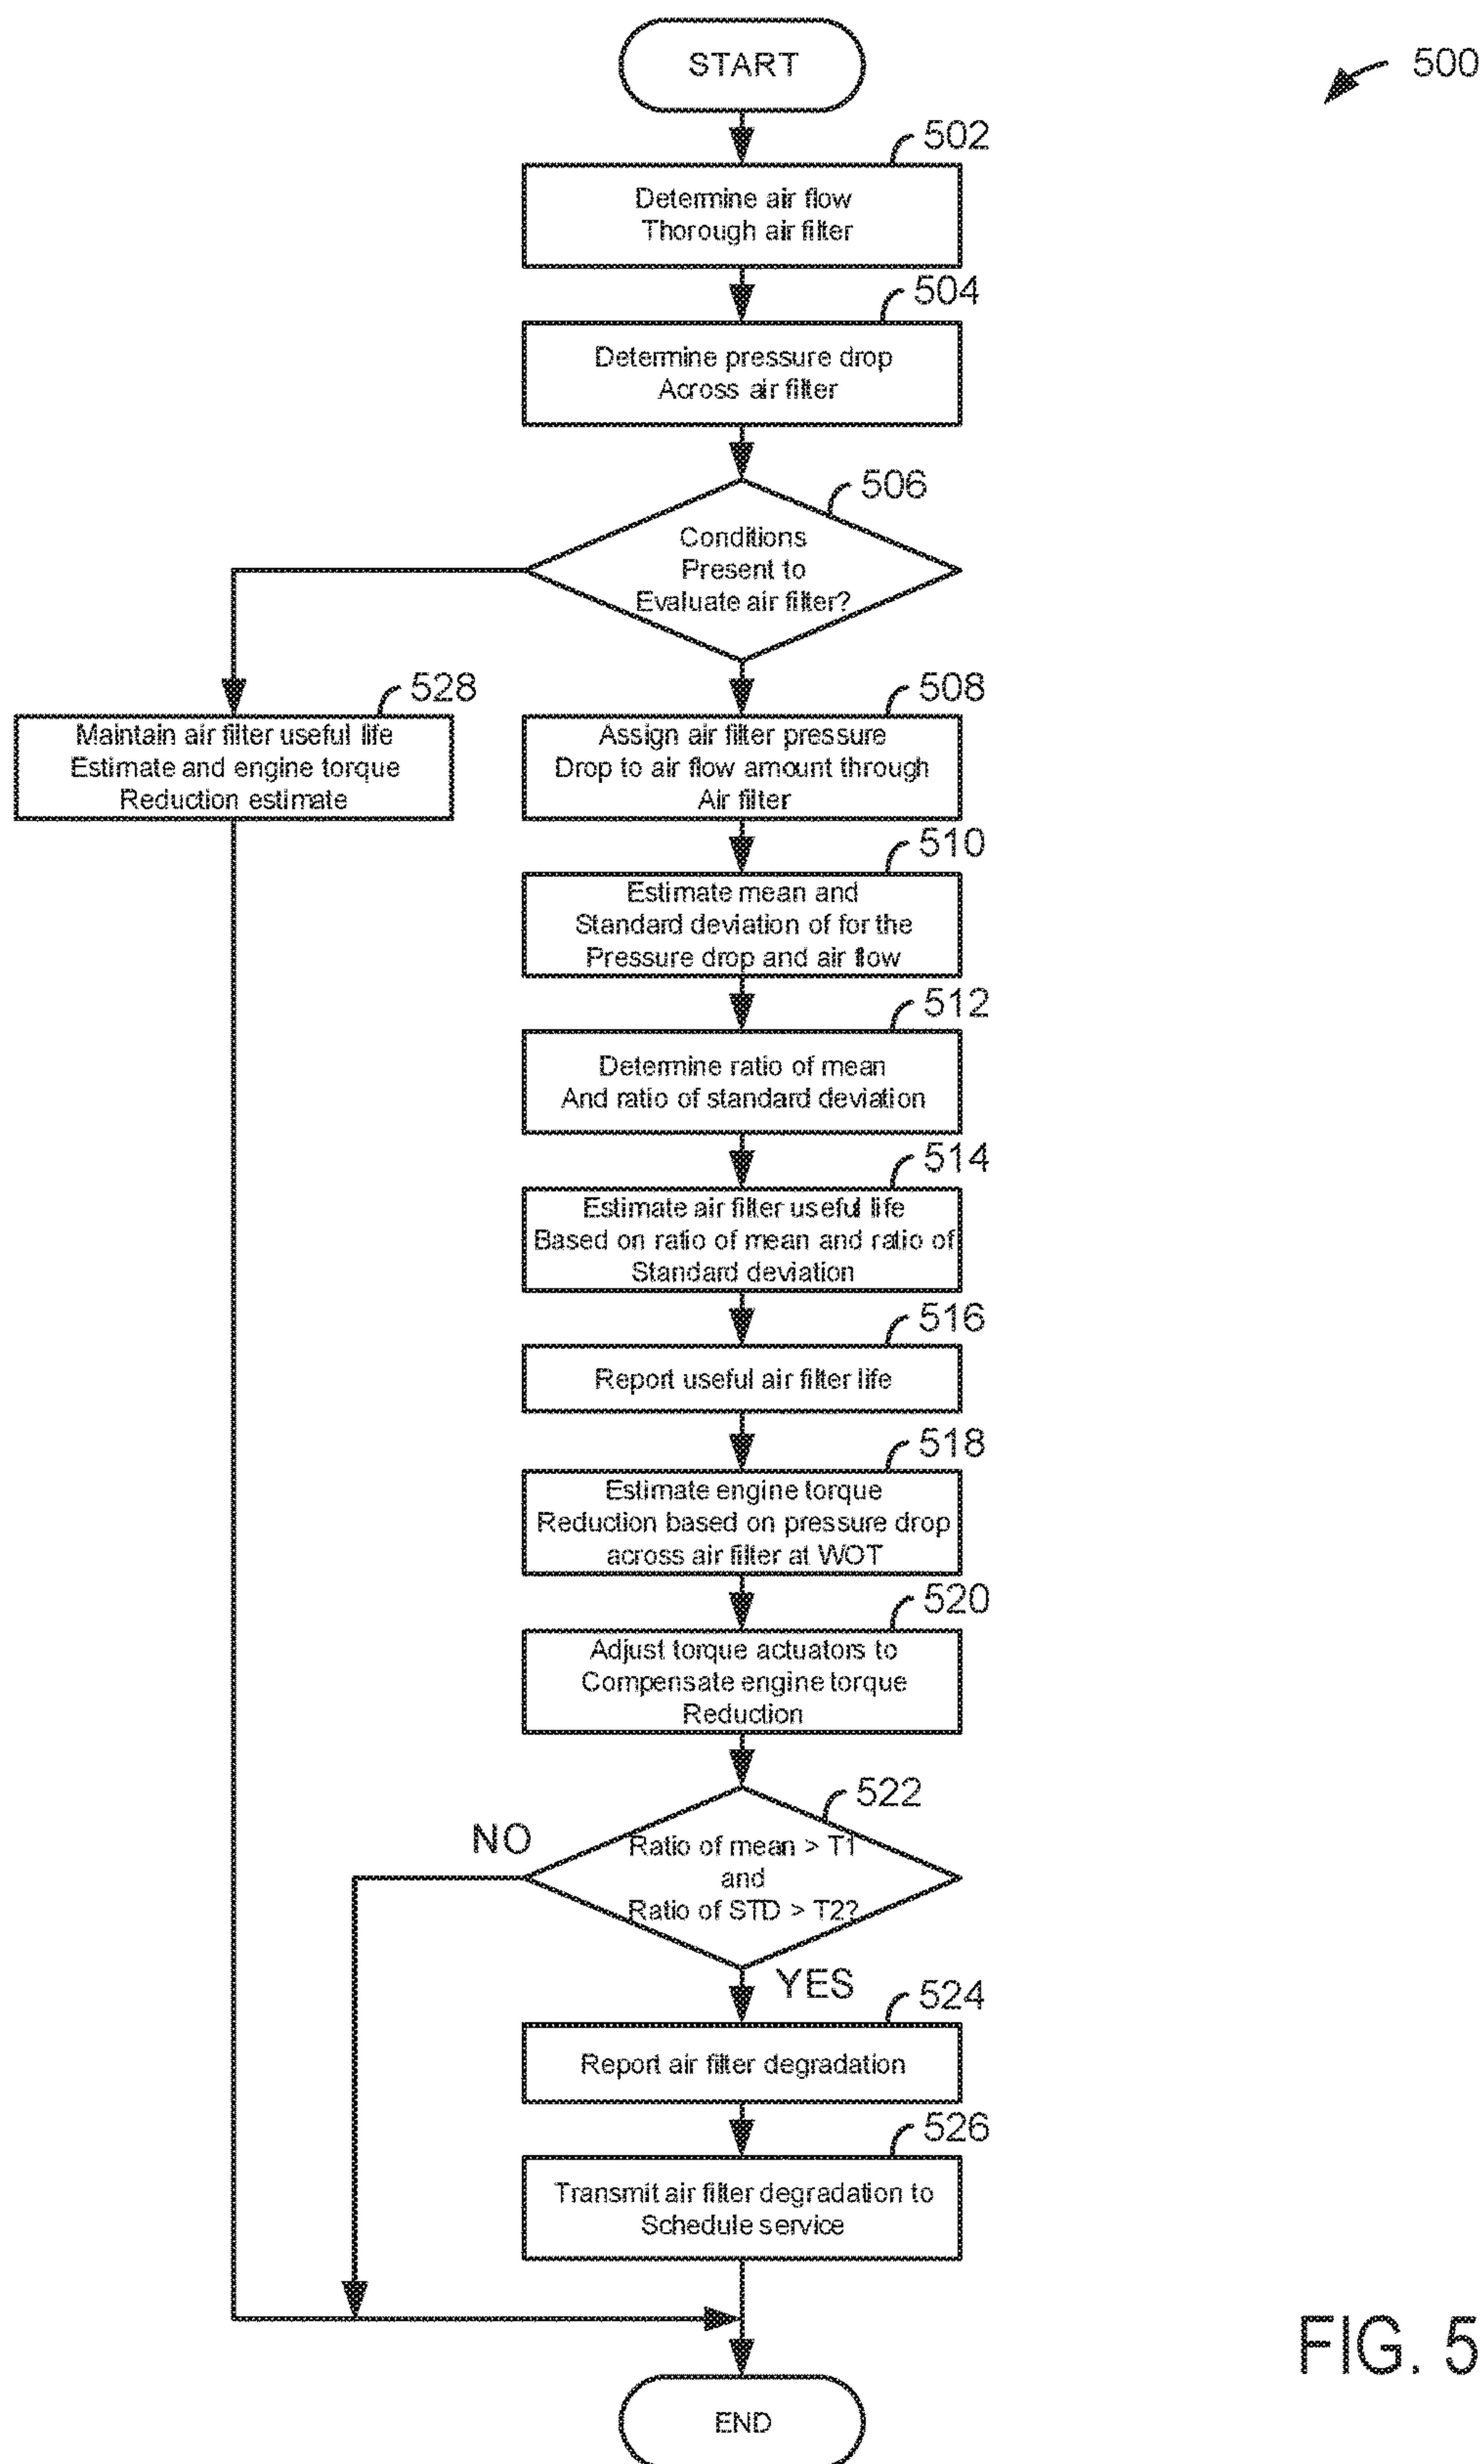 START
500
502
Determine air flow
Thorough air filter
504
Determine pressure drop
Across air filter
506
Conditions
Present to
Evaluate air filter?
528
Maintain air filter useful life
Estimate and engine torque
Reduction estimate
508
Assign air filter pressure
Drop to air flow amount through
Air filter
510
Estimate mean and
Standard deviation of for the
Pressure drop and air flow
512
Determine ratio of mean
And ratio of standard deviation
514
Estimate air filter useful life
Based on ratio of mean and ratio of
Standard deviation
516
Report useful air filter life
518
Estimate engine torque
Reduction based on pressure drop
across air filter at WOT
520
Adjust torque actuators to
Compensate engine torque
Reduction
522
NO
Ratio of mean > T1
and
Ratio of STD > T2?
YES
524
Report air filter degradation
526
Transmit air filter degradation to
Schedule service
END
FIG. 5